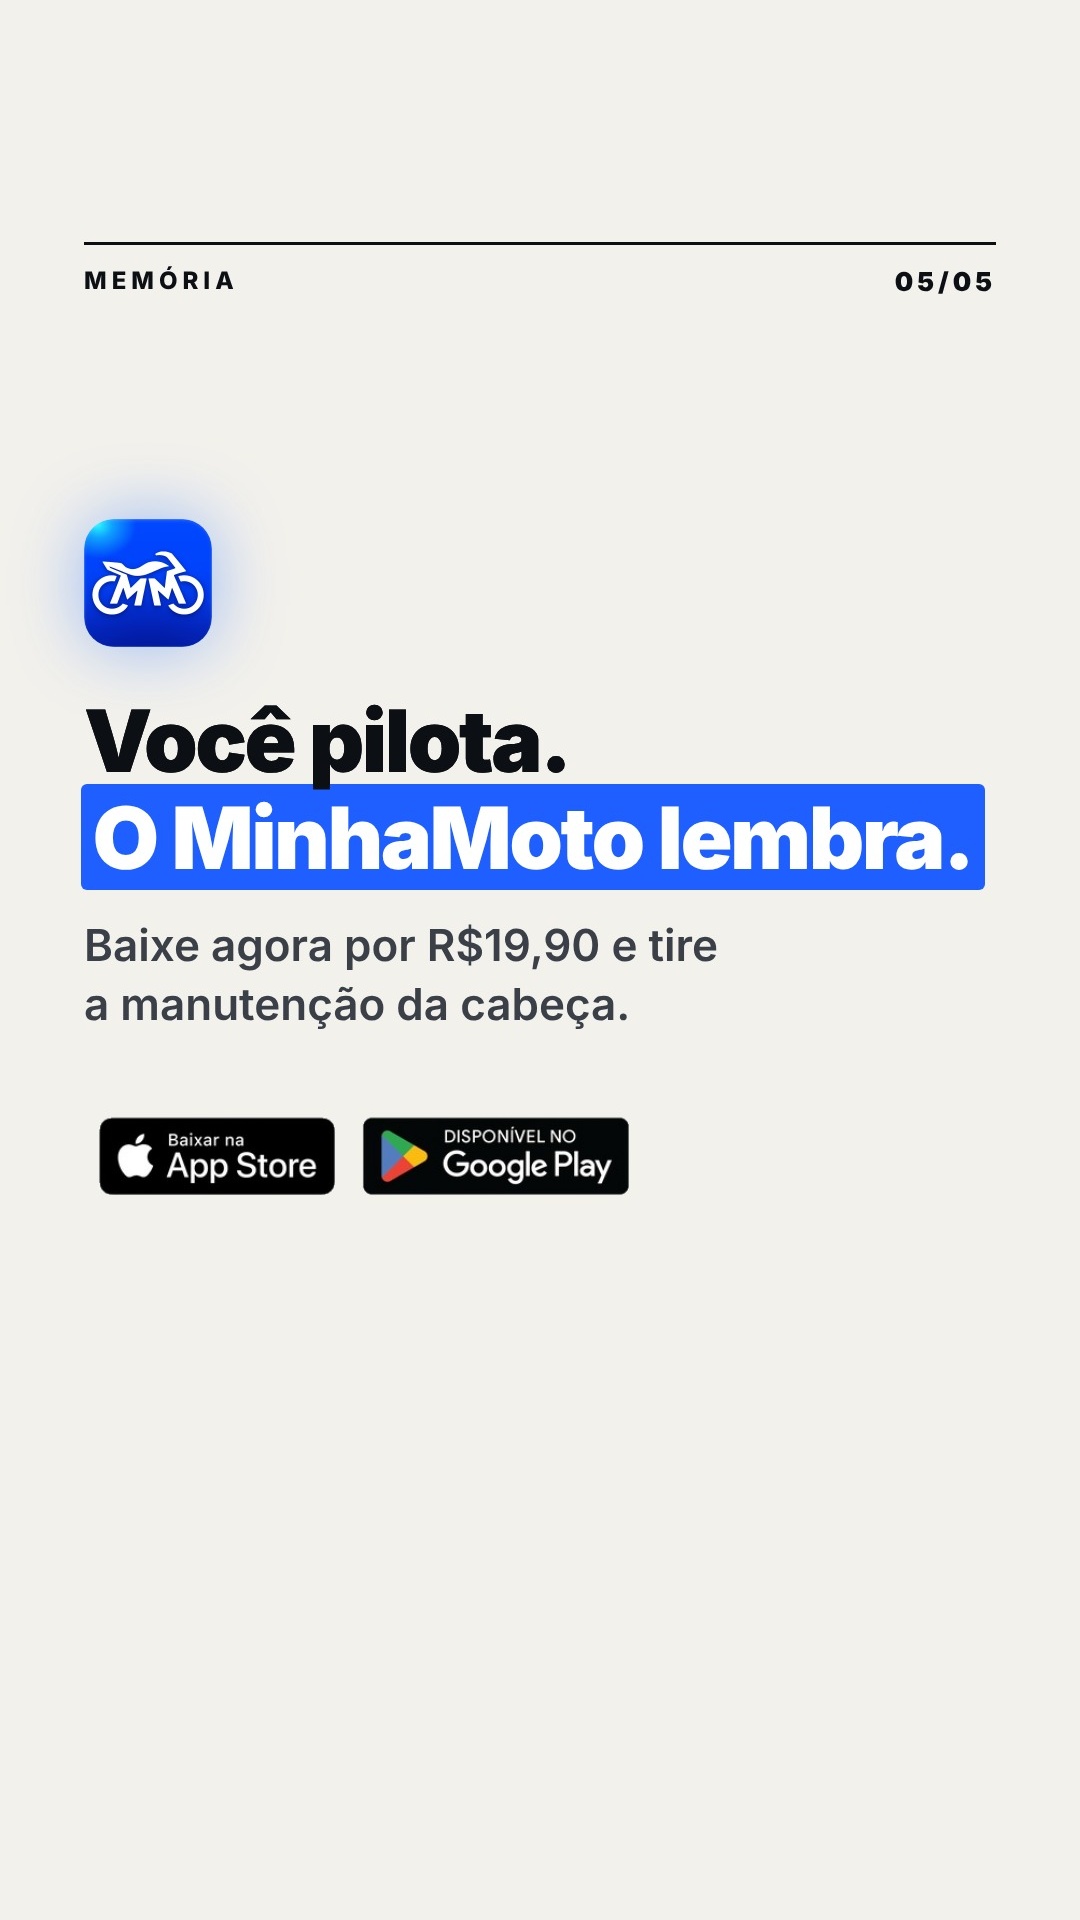 MEMÓRIA
05/05
MM
Você pilota.
O MinhaMoto lembra.
Baixe agora por R$19,90 e tire
a manutenção da cabeça.
Baixar na
App Store
DISPONÍVEL NO
Google Play